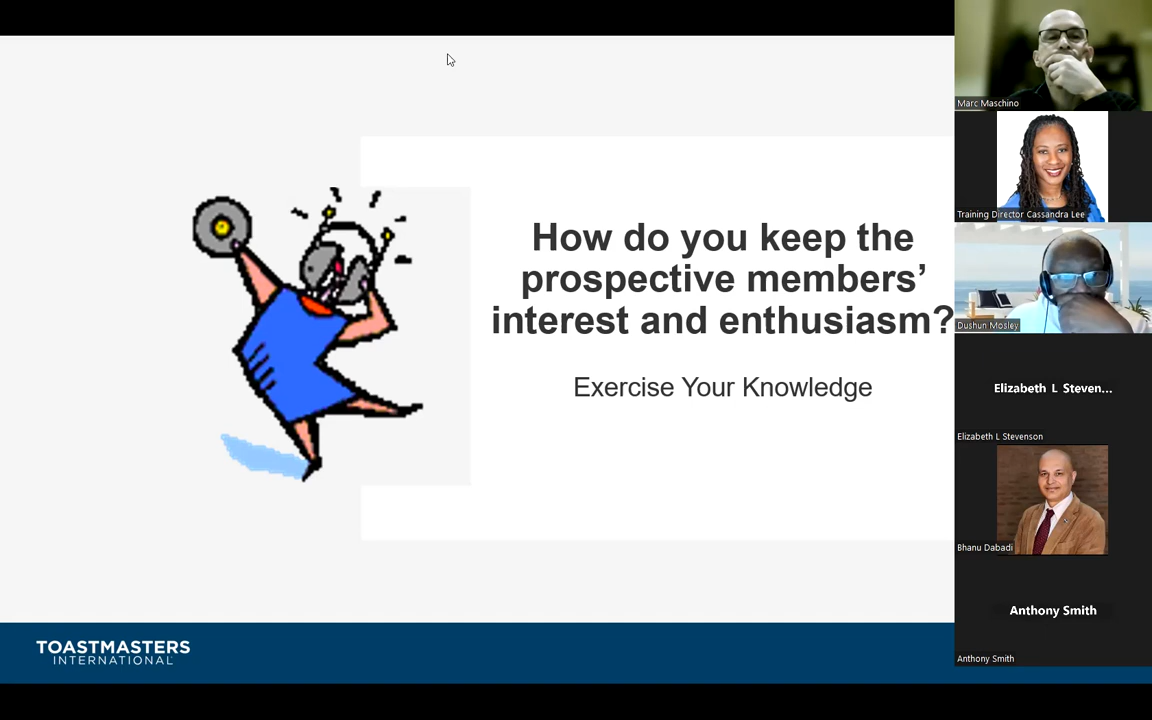 How do you keep the
prospective members’
interest and enthusiasm?
Exercise Your Knowledge
TOASTMASTERS
INTERNATIONAL
Marc Maschino
Training Director Cassandra Lee
Dushun Mosley
Elizabeth L Steven...
Elizabeth L Stevenson
Bhanu Dabadi
Anthony Smith
Anthony Smith